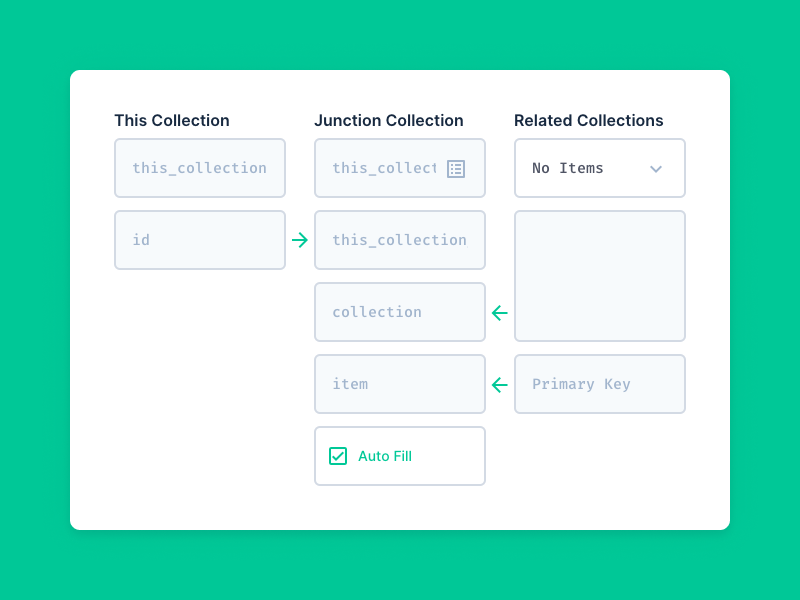 This Collection
Junction Collection
Related Collections
this_collection
this_collect
No Items
id
this_collection
collection
item
Primary Key
Auto Fill